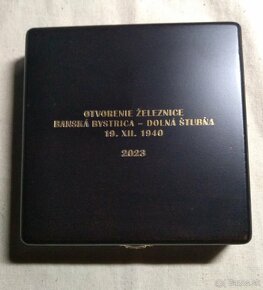 OTVORENIE ŽELEZNICE
BANSKÁ BYSTRICA – DOLNÁ ŠTUBŇA
19. XII. 1940
2023